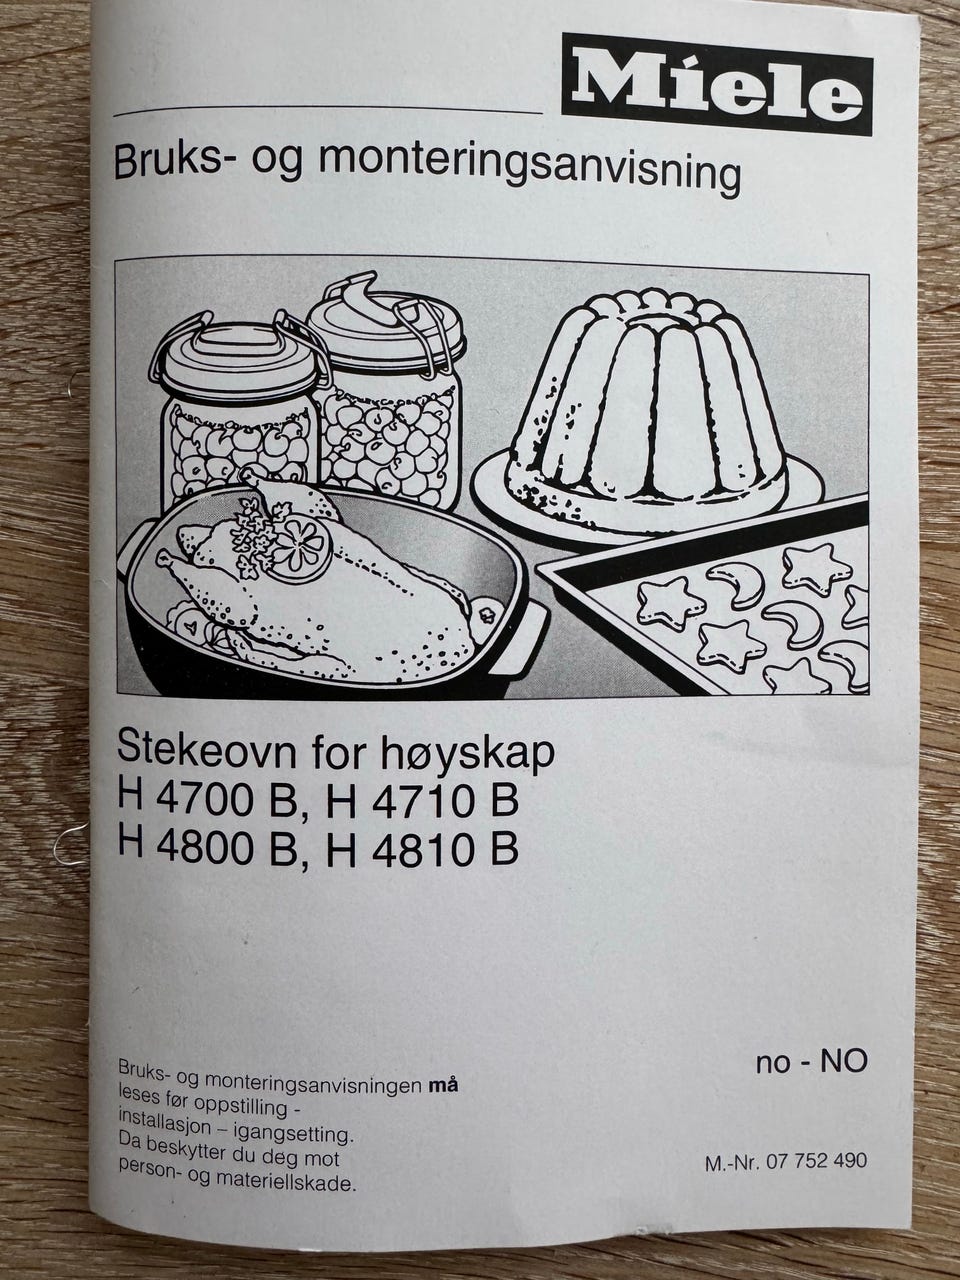 Miele
Bruks- og monteringsanvisning
Stekeovn for høyskap
H 4700 B, H 4710 B
H 4800 B, H 4810 B
Bruks- og monteringsanvisningen må
leses før oppstilling -
installasjon – igangsetting.
Da beskytter du deg mot
person- og materiellskade.
no - NO
M.-Nr. 07 752 490